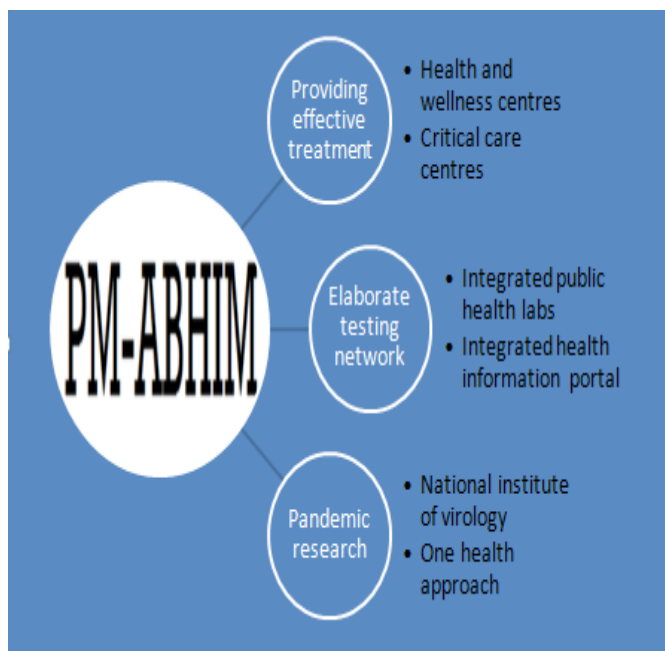 PM-ABHIM
Providing
effective
treatment
• Health and
wellness centres
• Critical care
centres
Elaborate
testing
network
• Integrated public
health labs
• Integrated health
information portal
Pandemic
research
• National institute
of virology
• One health
approach